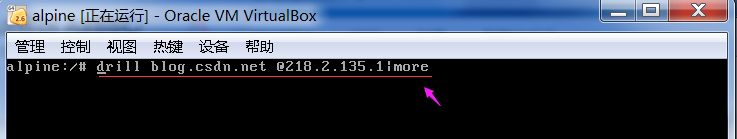 alpine [正在运行] - Oracle VM VirtualBox
管理 控制 视图 热键 设备 帮助
alpine:/# drill blog.csdn.net @218.2.135.1|more